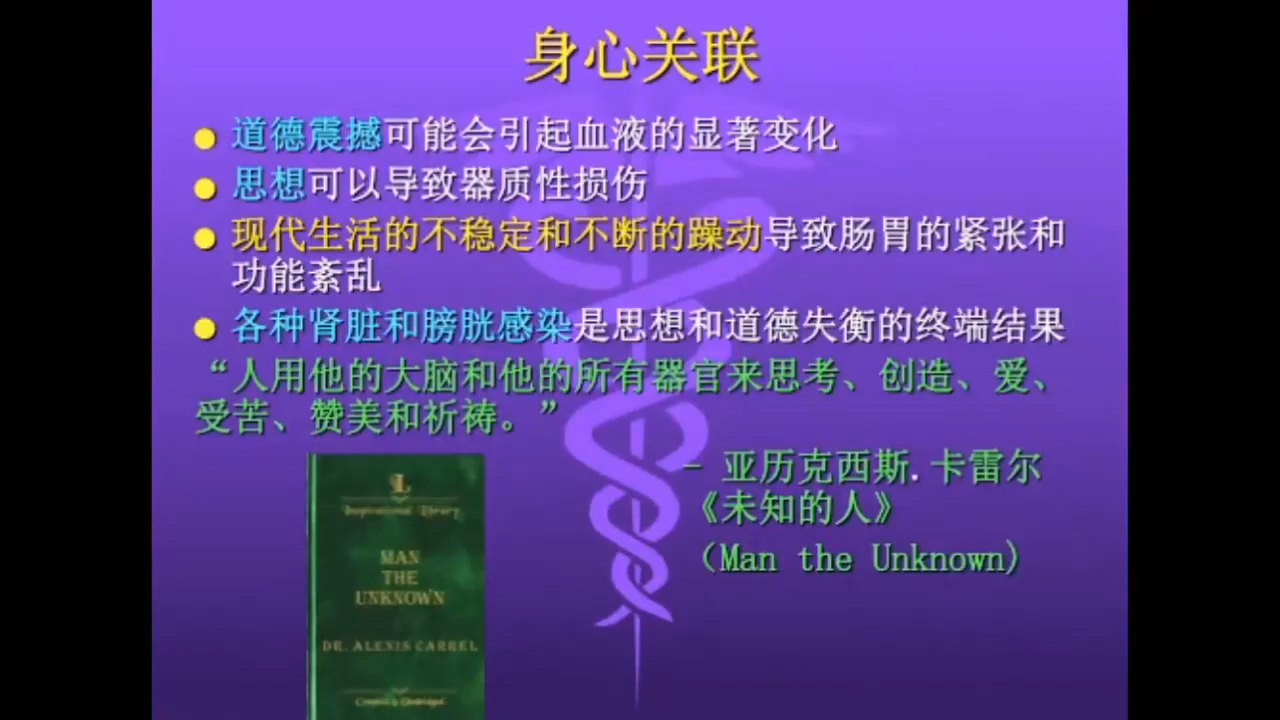 身心关联
道德震撼可能会引起血液的显著变化
思想可以导致器质性损伤
现代生活的不稳定和不断的躁动导致肠胃的紧张和
功能紊乱
各种肾脏和膀胱感染是思想和道德失衡的终端结果
“人用他的大脑和他的所有器官来思考、创造、爱、
受苦、赞美和祈祷。”
- 亚历克西斯.卡雷尔
《未知的人》
(Man the Unknown)
L
Inspirational Library
MAN
THE
UNKNOWN
DR. ALEXIS CARREL
Complete & Unabridged